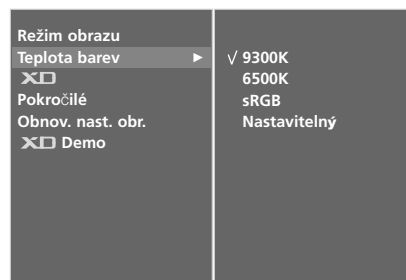 Režim obrazu
Teplota barev ►
XD
Pokročilé
Obnov. nast. obr.
XD Demo
√ 9300K
6500K
sRGB
Nastavitelný